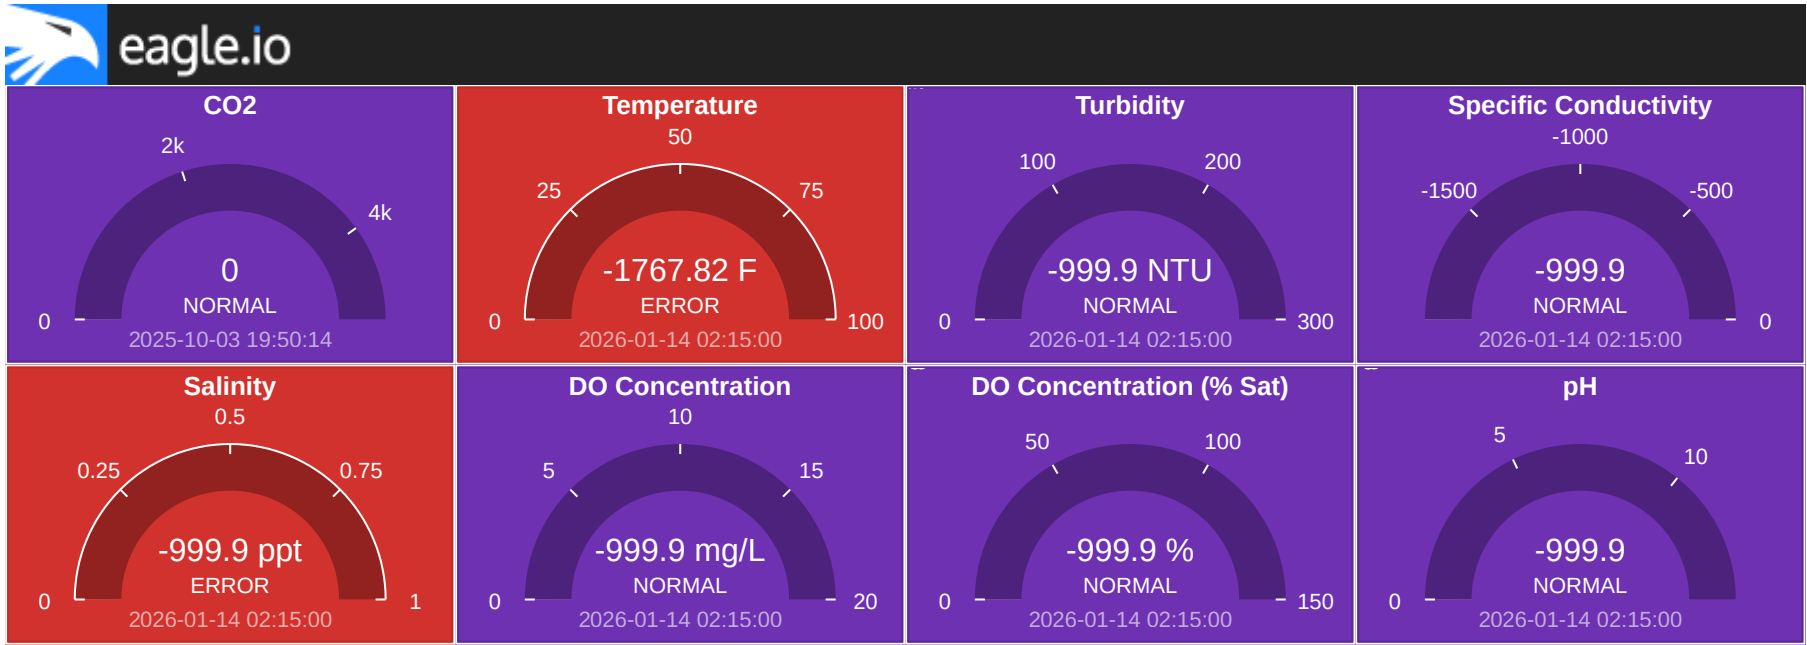 eagle.io
CO2
2k
4k
0
NORMAL
0
2025-10-03 19:50:14
Temperature
50
25
75
-1767.82 F
ERROR
0
100
2026-01-14 02:15:00
Turbidity
100
200
-999.9 NTU
NORMAL
0
300
2026-01-14 02:15:00
Specific Conductivity
-1000
-1500
-500
-999.9
NORMAL
0
2026-01-14 02:15:00
Salinity
0.5
0.25
0.75
-999.9 ppt
ERROR
0
1
2026-01-14 02:15:00
DO Concentration
10
5
15
-999.9 mg/L
NORMAL
0
20
2026-01-14 02:15:00
DO Concentration (% Sat)
50
100
-999.9 %
NORMAL
0
150
2026-01-14 02:15:00
pH
5
10
-999.9
NORMAL
0
2026-01-14 02:15:00